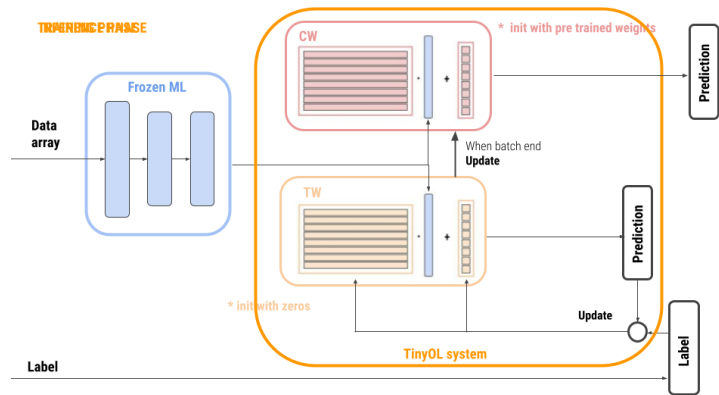 CW
* init with pre trained weights
Frozen ML
Prediction
Data
array
When batch end
Update
TW
Prediction
* init with zeros
Update
TinyOL system
Label
Label